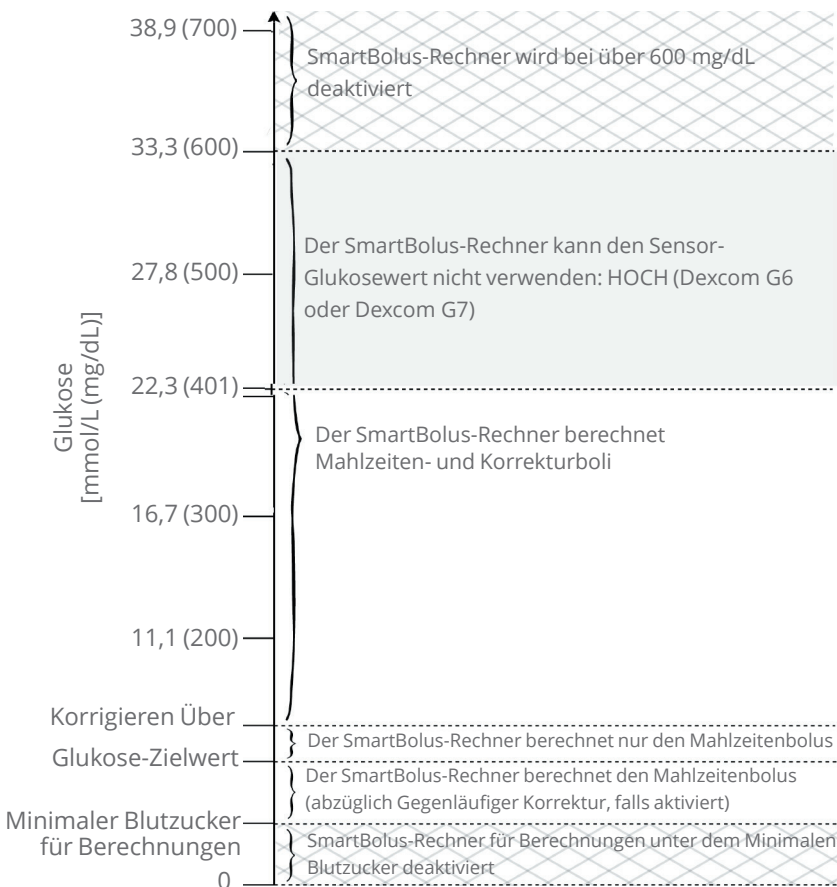 38,9 (700)
SmartBolus-Rechner wird bei über 600 mg/dL
deaktiviert
33,3 (600)
Der SmartBolus-Rechner kann den Sensor-
Glukosewert nicht verwenden: HOCH (Dexcom G6
oder Dexcom G7)
27,8 (500)
22,3 (401)
Glukose
[mmol/L (mg/dL)]
Der SmartBolus-Rechner berechnet
Mahlzeiten- und Korrekturboli
16,7 (300)
11,1 (200)
Korrigieren Über
Der SmartBolus-Rechner berechnet nur den Mahlzeitenbolus
Glukose-Zielwert
Der SmartBolus-Rechner berechnet den Mahlzeitenbolus
(abzüglich Gegenläufiger Korrektur, falls aktiviert)
Minimaler Blutzucker
für Berechnungen
SmartBolus-Rechner für Berechnungen unter dem Minimalen
Blutzucker deaktiviert
0